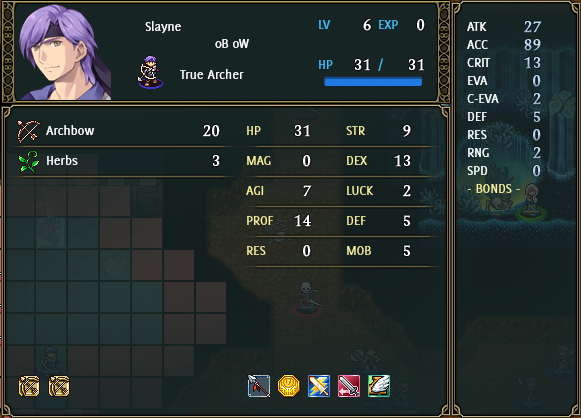 Slayne
oB oW
True Archer
LV 6 EXP 0
HP 31 / 31
Archbow 20
Herbs 3
HP 31 STR 9
MAG 0 DEX 13
AGI 7 LUCK 2
PROF 14 DEF 5
RES 0 MOB 5
ATK 27
ACC 89
CRIT 13
EVA 0
C-EVA 2
DEF 5
RES 0
RNG 2
SPD 0
- BONDS -